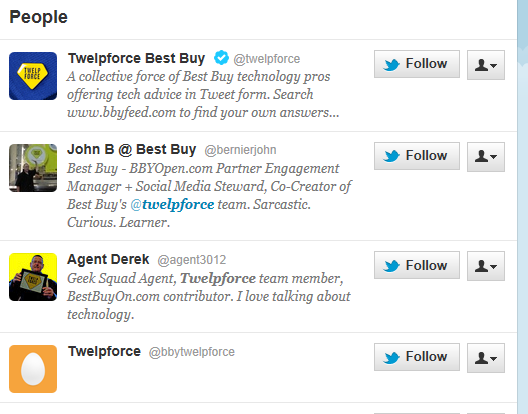 People
Twelpforce Best Buy @twelpforce
Follow
A collective force of Best Buy technology pros
offering tech advice in Tweet form. Search
www.bbyfeed.com to find your own answers...
TWELP
FORCE
John B @ Best Buy @bernierjohn
Follow
Best Buy - BBYOpen.com Partner Engagement
Manager + Social Media Steward, Co-Creator of
Best Buy's @twelpforce team. Sarcastic.
Curious. Learner.
Agent Derek @agent3012
Follow
Geek Squad Agent, Twelpforce team member,
BestBuyOn.com contributor. I love talking about
technology.
Twelpforce @bbytwelpforce
Follow